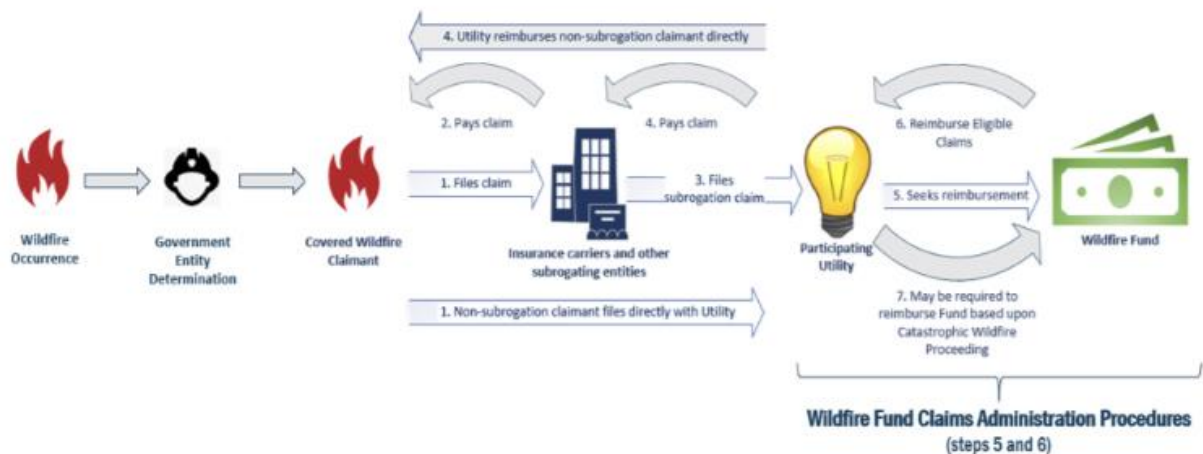 4. Utility reimburses non-subrogation claimant directly
2. Pays claim
4. Pays claim
6. Reimburse Eligible
Claims
1. Files claim
3. Files
subrogation claim
5. Seeks reimbursement
Wildfire
Occurrence
Government
Entity
Determination
Covered Wildfire
Claimant
Insurance carriers and other
subrogating entities
Participating
Utility
Wildfire Fund
1. Non-subrogation claimant files directly with Utility
7. May be required to
reimburse Fund based upon
Catastrophic Wildfire
Proceeding
Wildfire Fund Claims Administration Procedures
(steps 5 and 6)